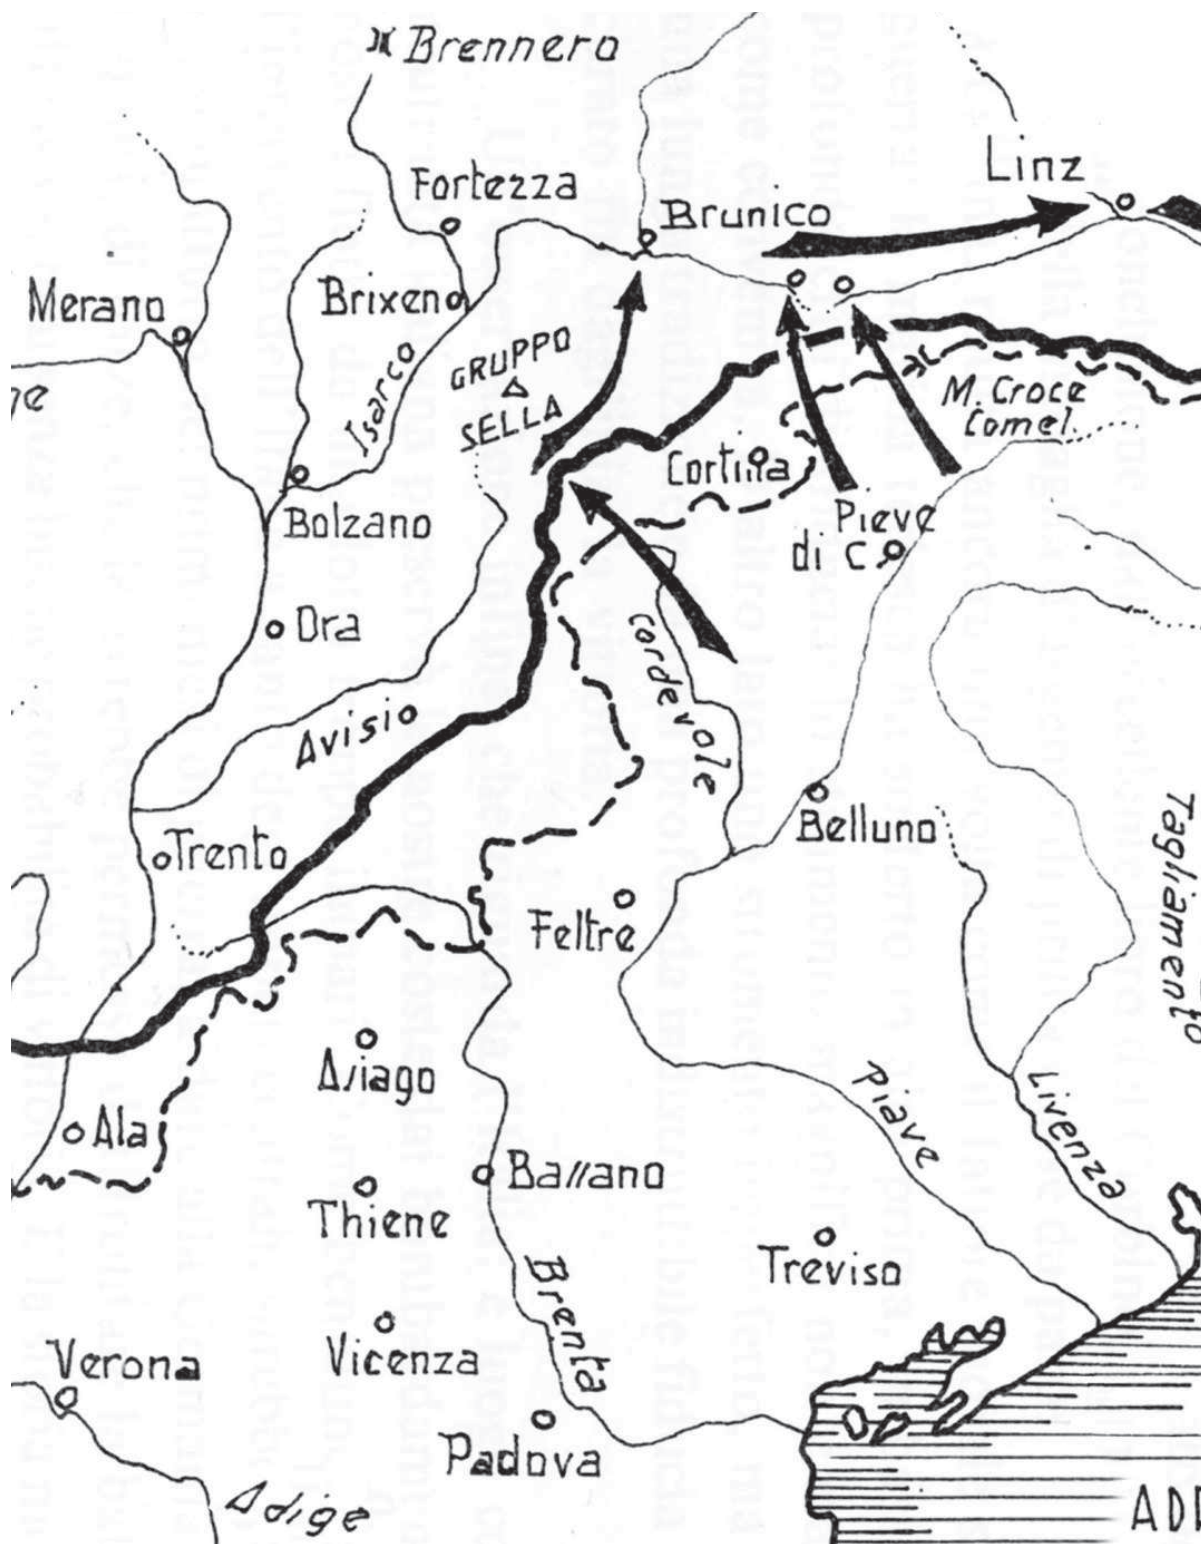 Brennero
Fortezza
Linz
Brunico
Merano
Brixen
GRUPPO
SELLA
Isarco
M. Croce
Comel.
Cortina
Bolzano
Pieve
di C.
Ora
Cordevole
Avisio
Trento
Belluno
Tagliamento
Feltre
Asiago
Piave
Livenza
Ala
Bassano
Thiene
Treviso
Brenta
Vicenza
Verona
Padova
Adige